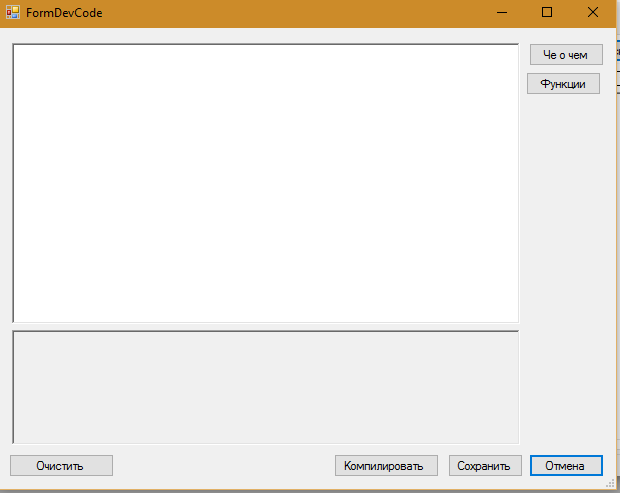 FormDevCode
Че о чем
Функции
Очистить
Компилировать
Сохранить
Отмена